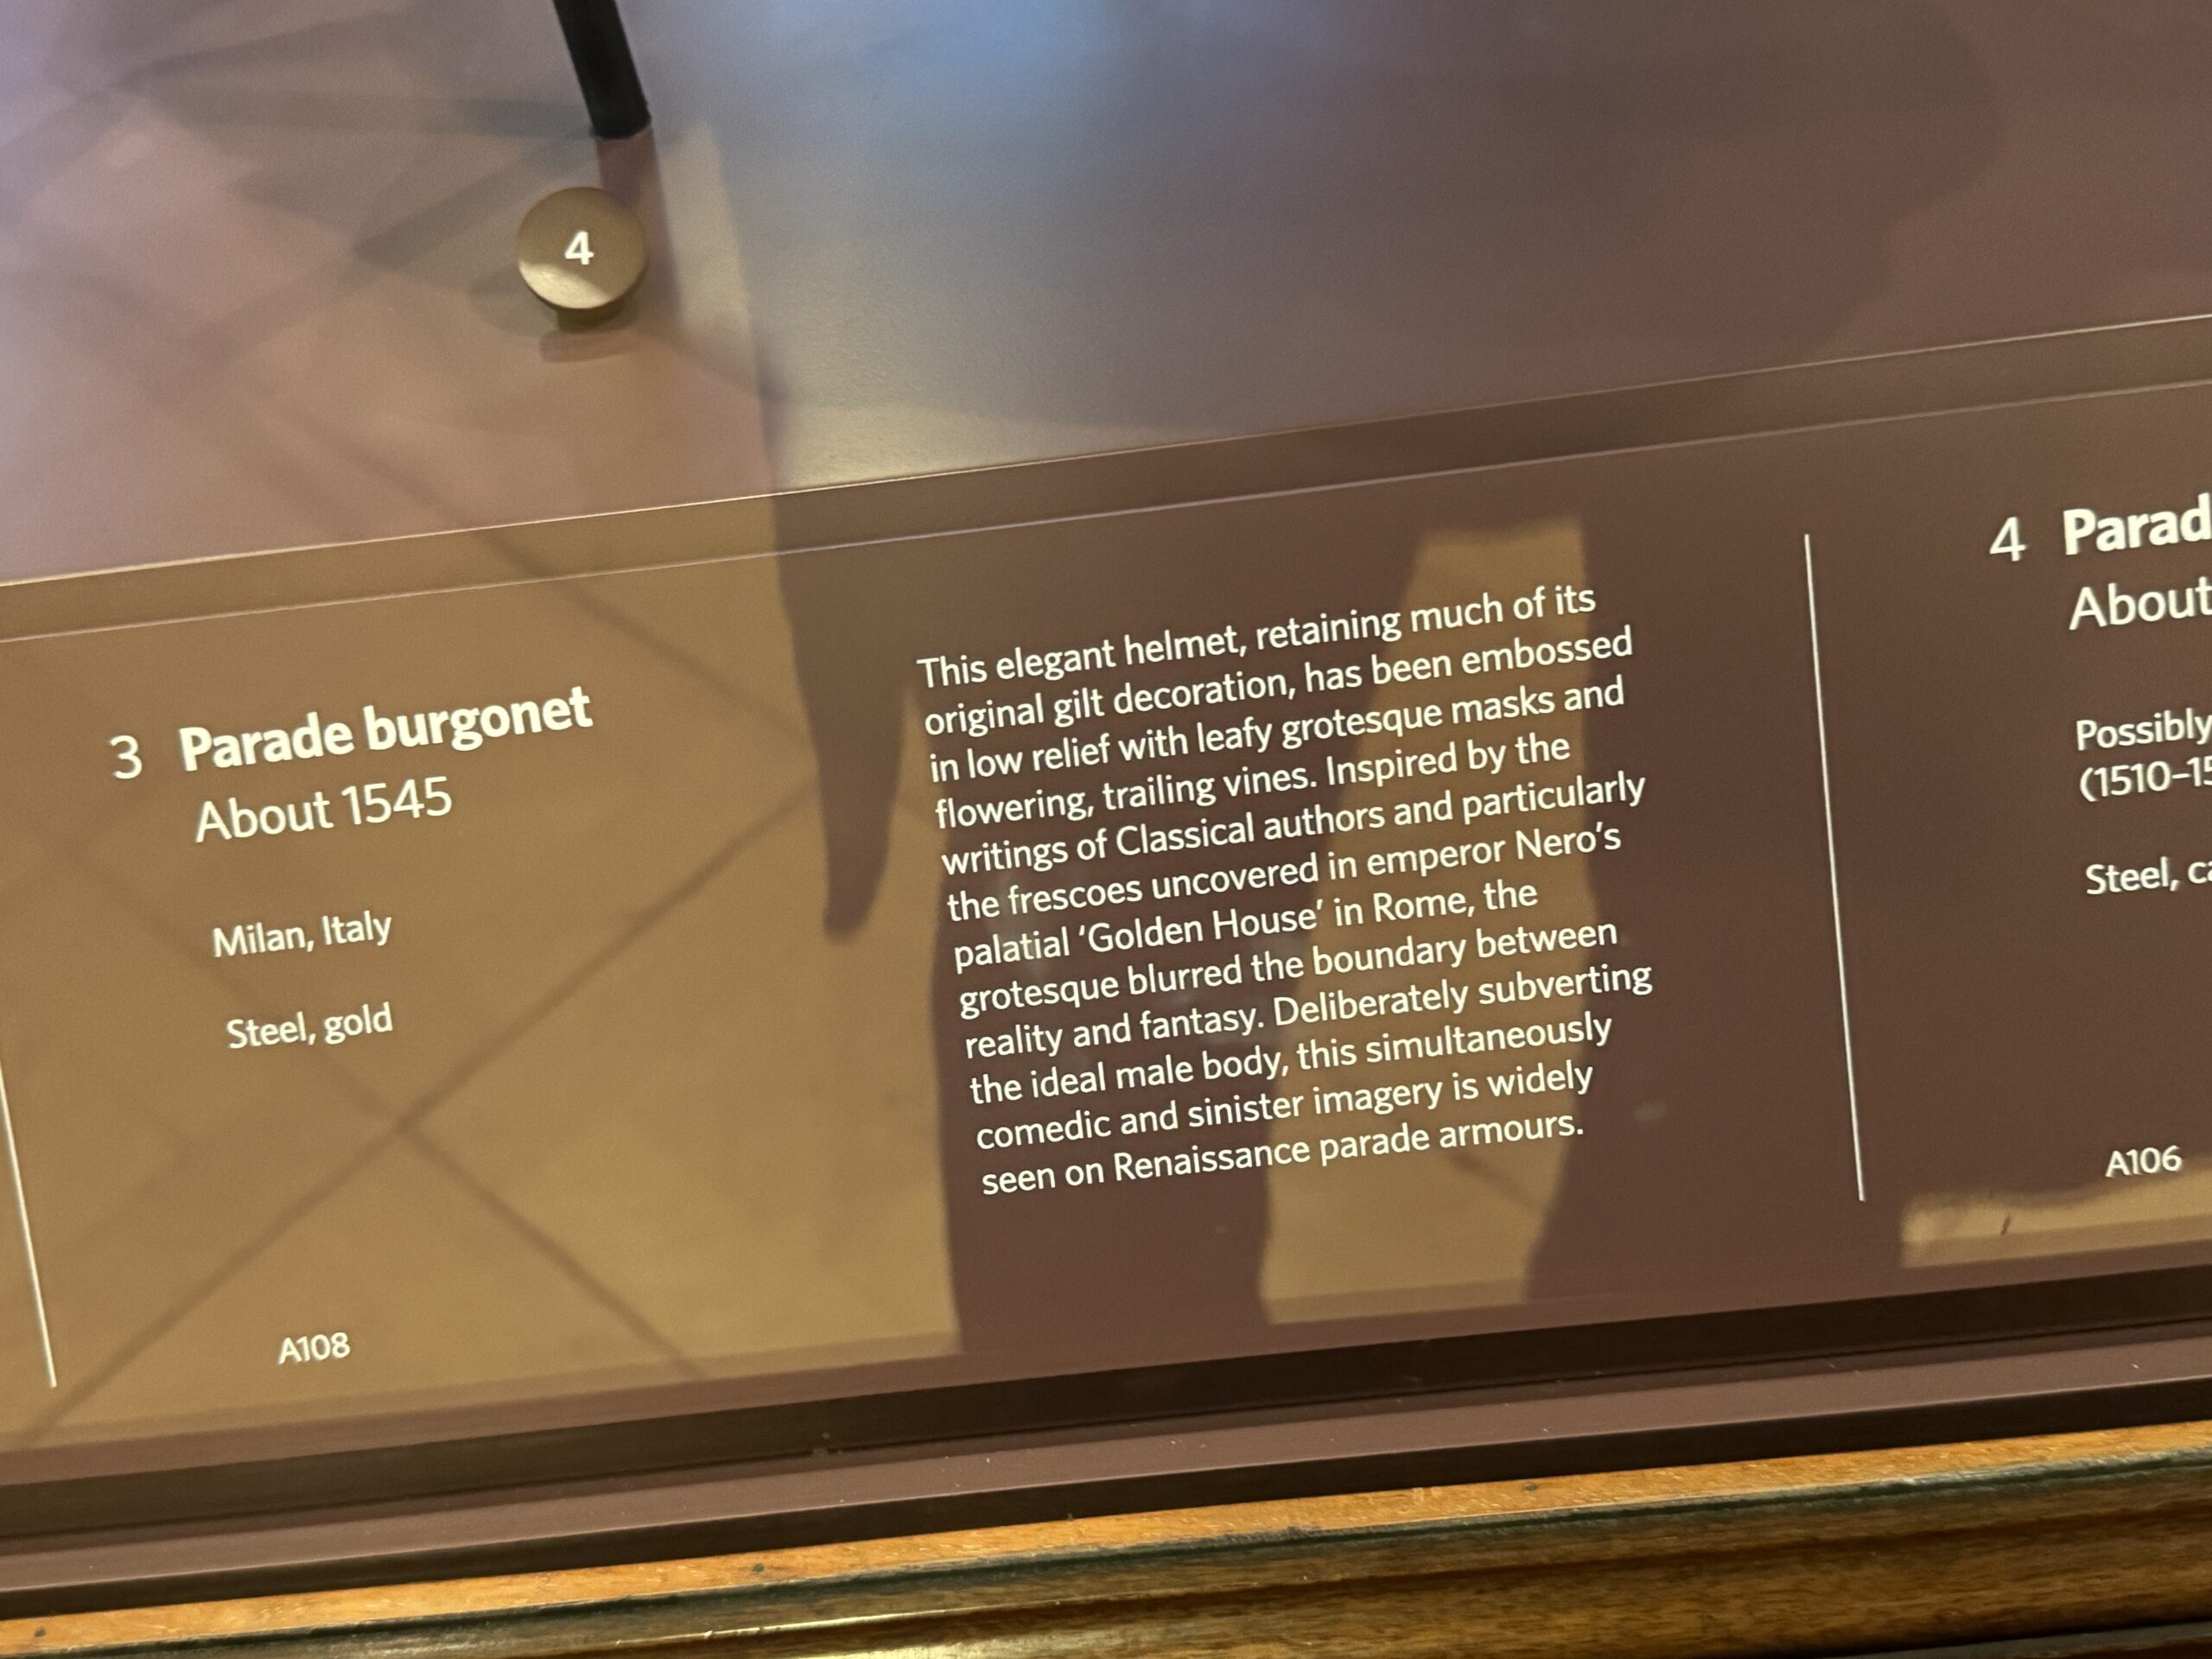 4
3 Parade burgonet
About 1545
Milan, Italy
Steel, gold
A108
This elegant helmet, retaining much of its
original gilt decoration, has been embossed
in low relief with leafy grotesque masks and
flowering, trailing vines. Inspired by the
writings of Classical authors and particularly
the frescoes uncovered in emperor Nero's
palatial ‘Golden House’ in Rome, the
grotesque blurred the boundary between
reality and fantasy. Deliberately subverting
the ideal male body, this simultaneously
comedic and sinister imagery is widely
seen on Renaissance parade armours.
4 Parad
About
Possibly
(1510–15
Steel, ca
A106